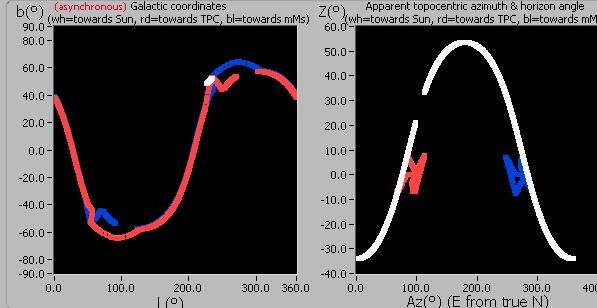 b(º) (asynchronous) Galactic coordinates
(wh=towards Sun, rd=towards TPC, bl=towards mMs)
90.0
80.0
60.0
40.0
20.0
0.0
-20.0
-40.0
-60.0
-80.0
-90.0
0.0 100.0 200.0 300.0 360.0
l (º)
Z(º) Apparent topocentric azimuth & horizon angle
(wh=towards Sun, rd=towards TPC, bl=towards mM
60.0
50.0
40.0
30.0
20.0
10.0
0.0
-10.0
-20.0
-30.0
-40.0
0.0 100.0 200.0 300.0 400.
Az(º) (E from true N)